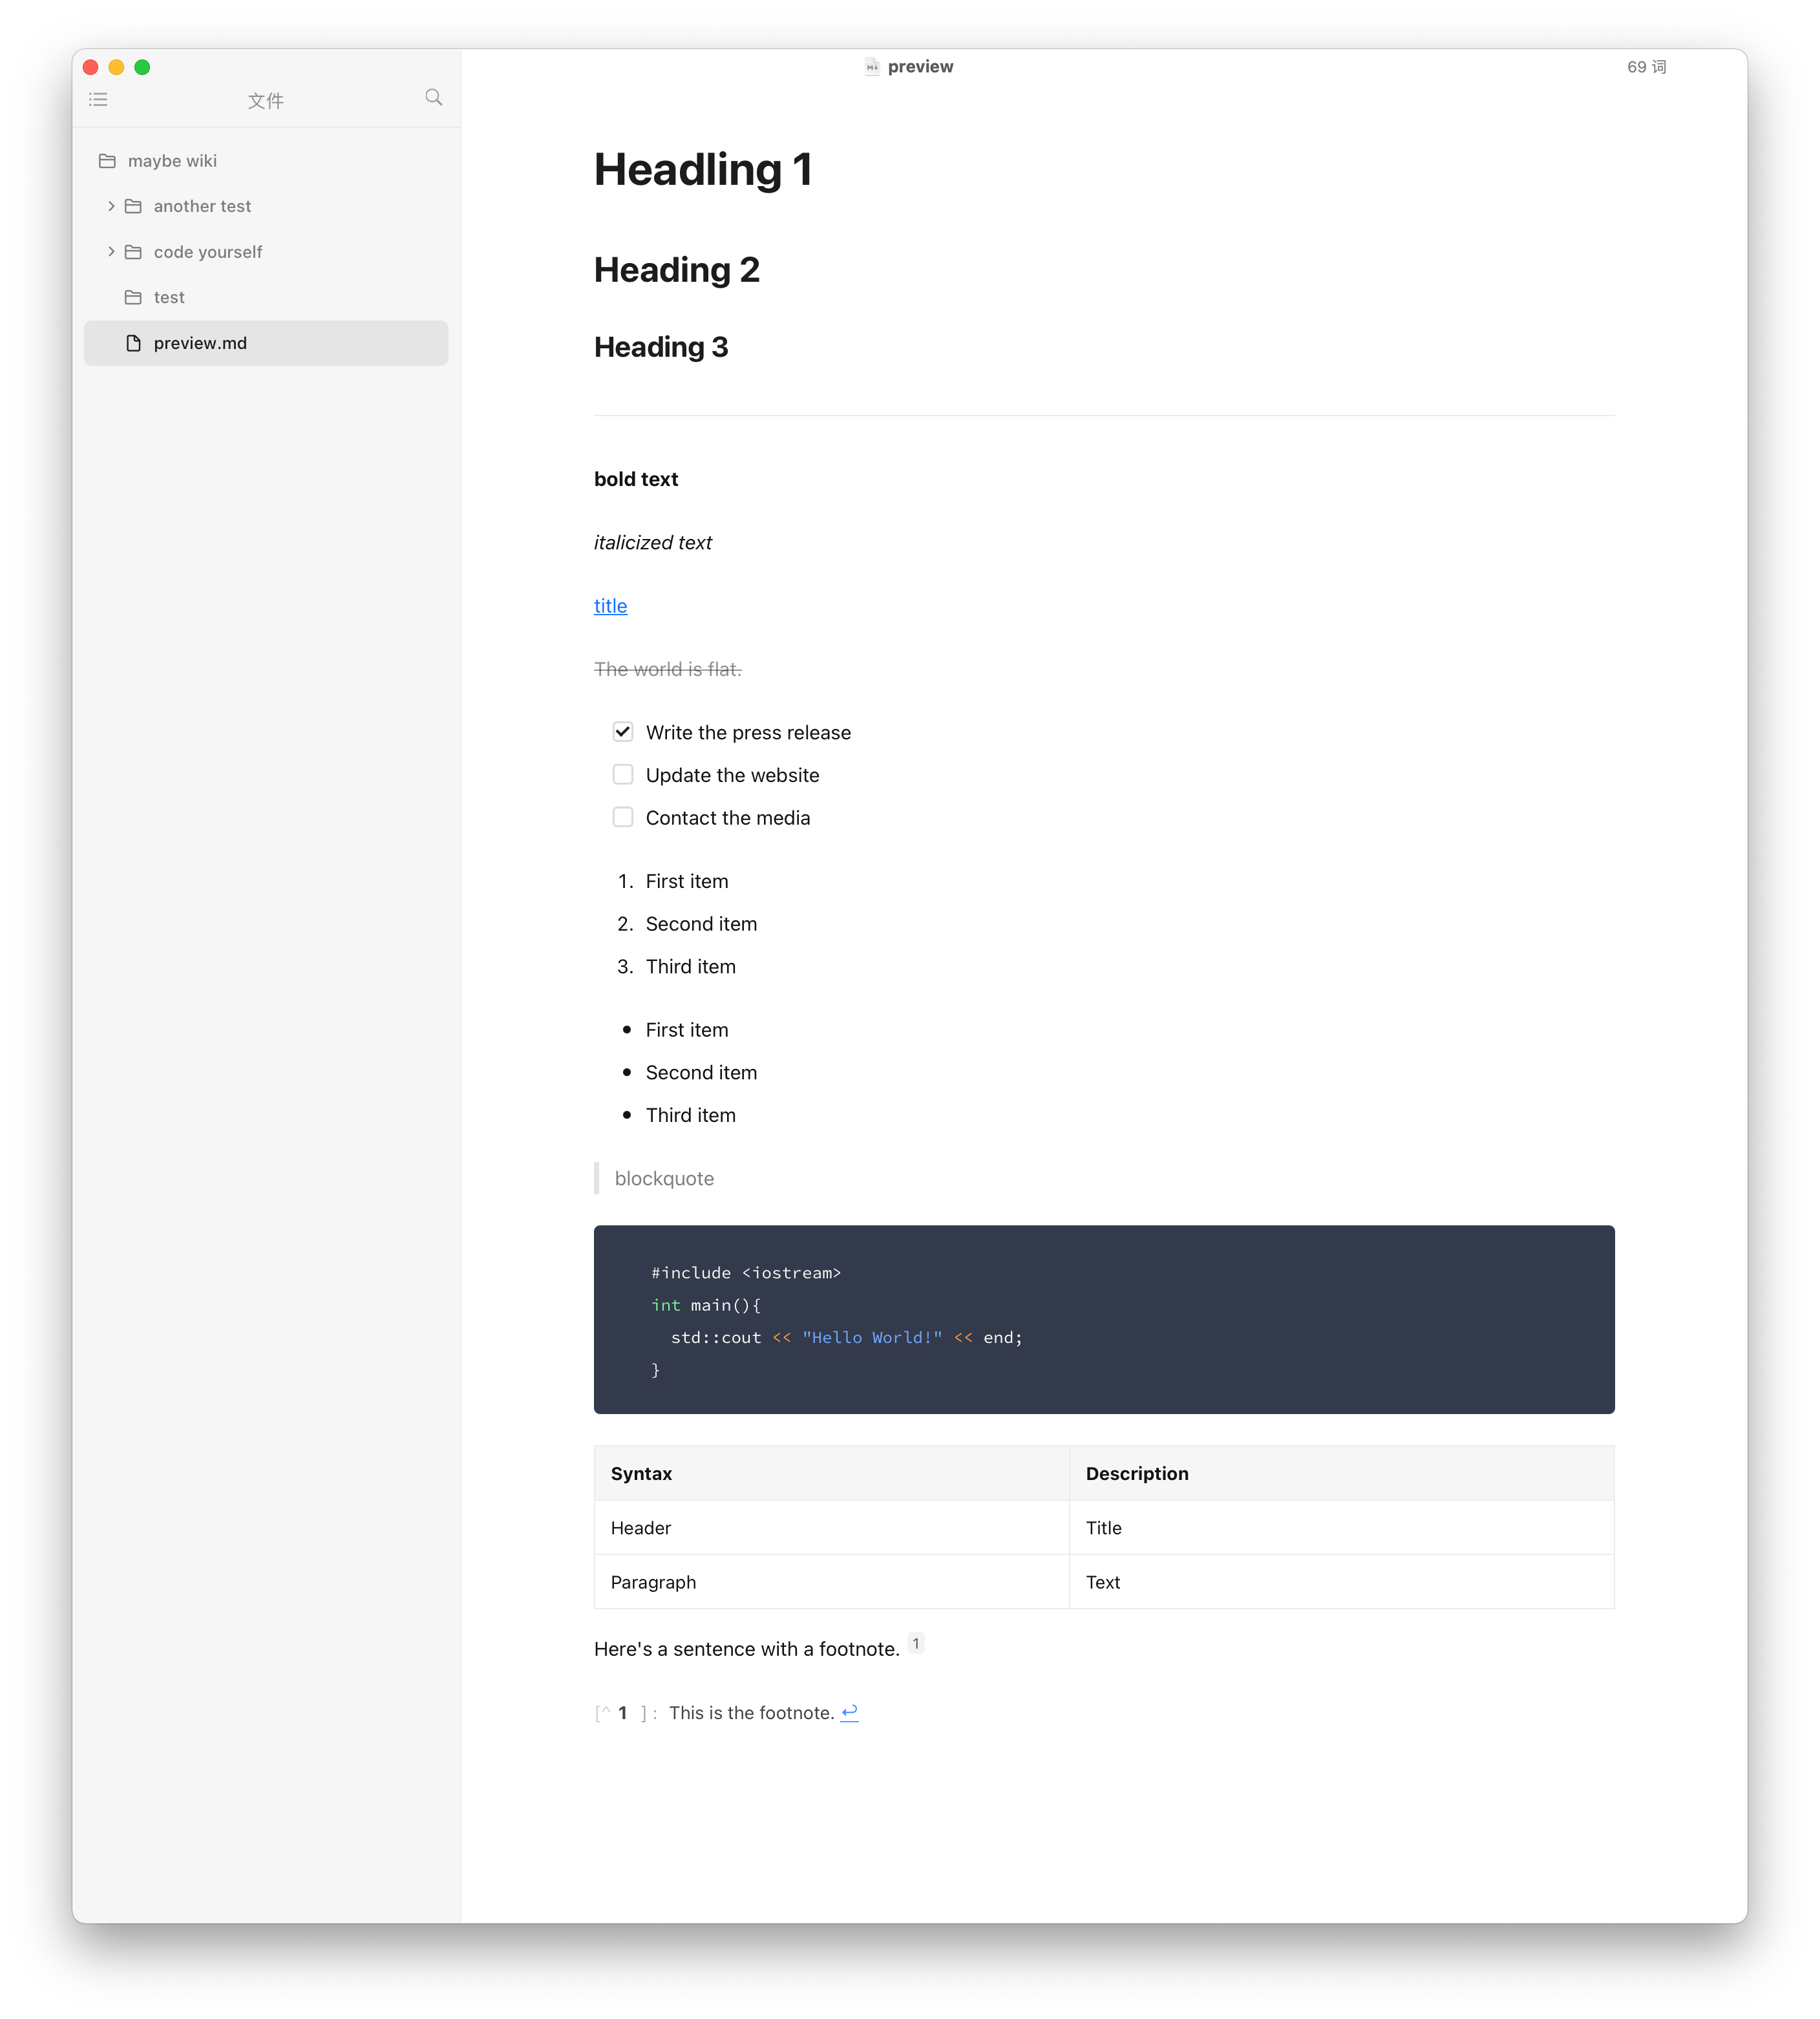 文件
maybe wiki
another test
code yourself
test
preview.md
preview
69 词
Headling 1
Heading 2
Heading 3
bold text
italicized text
title
The world is flat.
Write the press release
Update the website
Contact the media
1. First item
2. Second item
3. Third item
• First item
• Second item
• Third item
blockquote
#include <iostream>
int main(){
  std::cout << "Hello World!" << end;
}
Syntax Description
Header Title
Paragraph Text
Here's a sentence with a footnote. 1
[^ 1 ] : This is the footnote. ↩